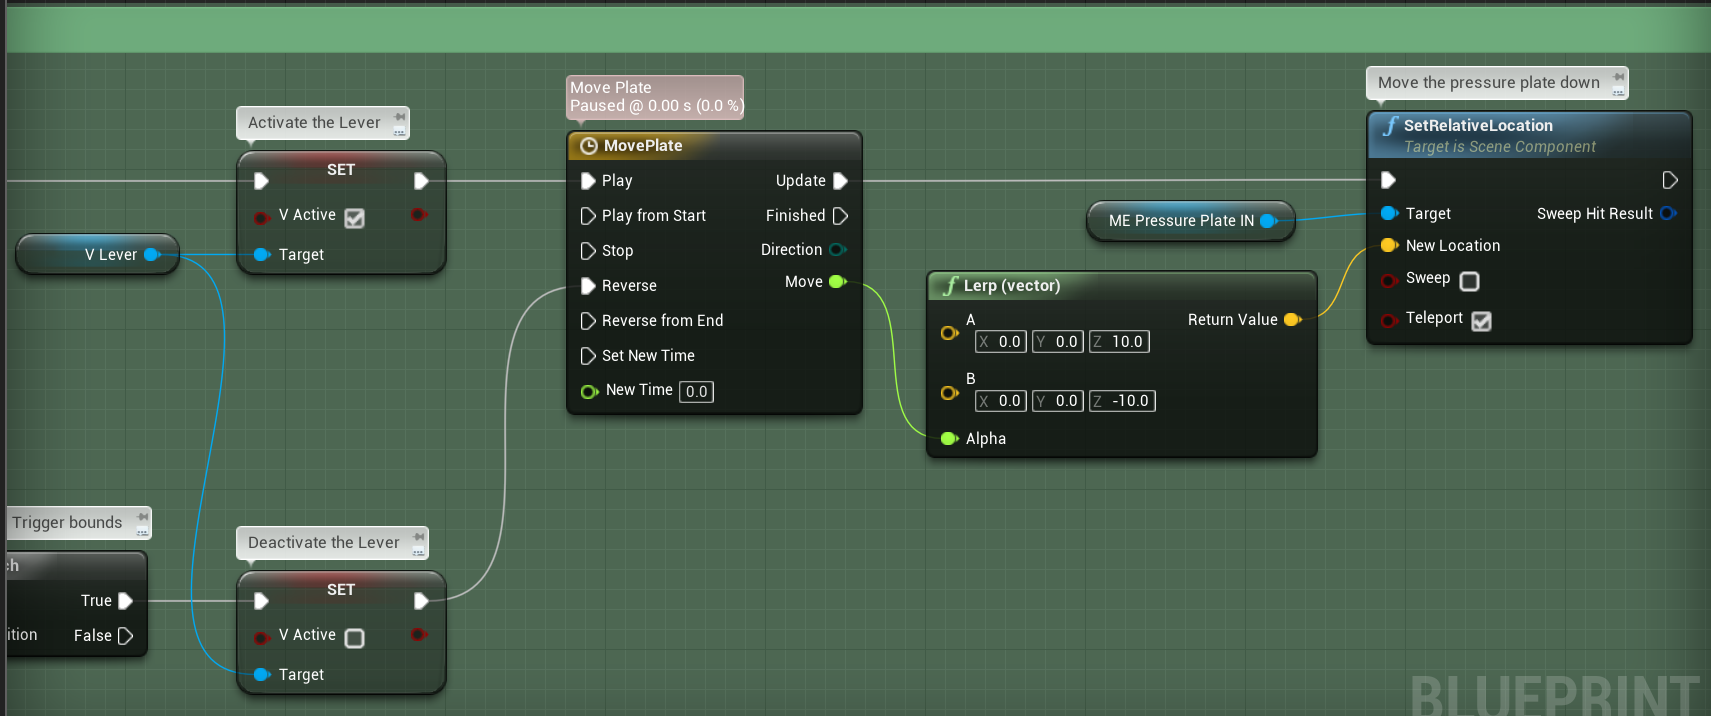 Activate the Lever
SET
V Active
Target
V Lever
Move Plate
Paused @ 0.00 s (0.0 %)
MovePlate
Play
Update
Play from Start
Finished
Stop
Direction
Reverse
Move
Reverse from End
Set New Time
New Time 0.0
Move the pressure plate down
SetRelativeLocation
Target is Scene Component
Target
Sweep Hit Result
New Location
Sweep
Teleport
ME Pressure Plate IN
Lerp (vector)
A
Return Value
X 0.0 Y 0.0 Z 10.0
B
X 0.0 Y 0.0 Z -10.0
Alpha
Trigger bounds
ch
True
ition
False
Deactivate the Lever
SET
V Active
Target
BLUEPRINT